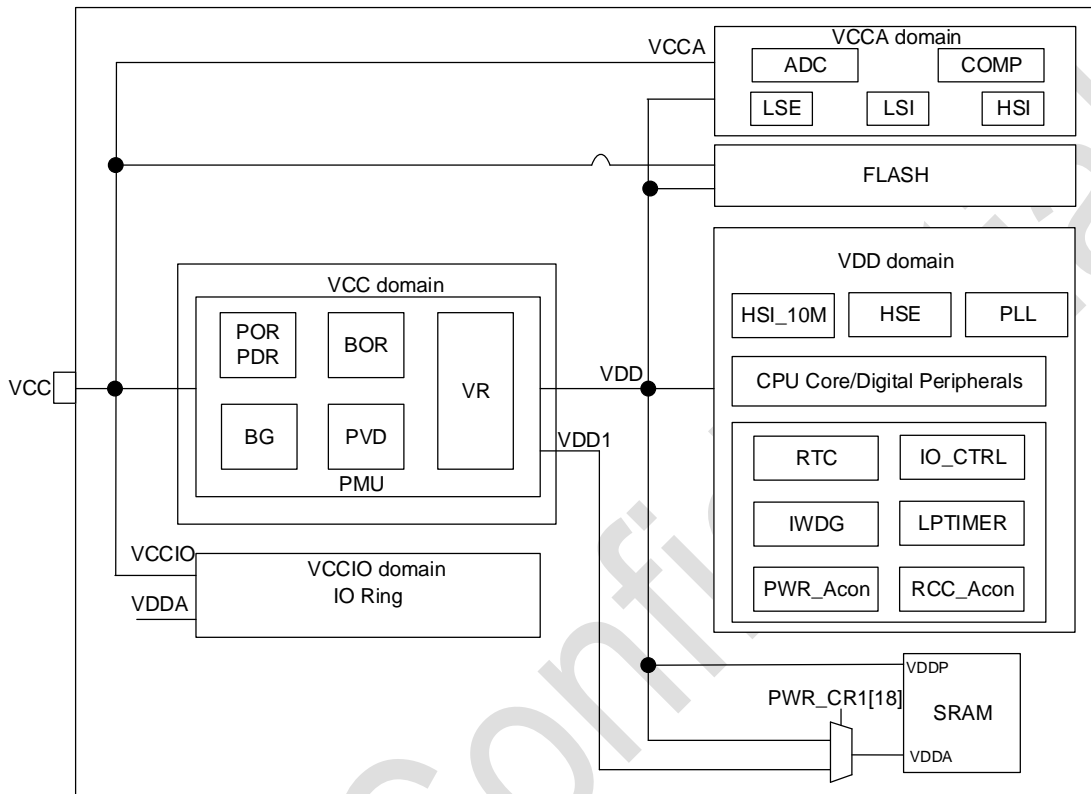 VCCA
VCCA domain
ADC
COMP
LSE
LSI
HSI
FLASH
VCC domain
POR
PDR
BOR
VR
BG
PVD
PMU
VCC
VDD
VDD1
VDD domain
HSI_10M
HSE
PLL
CPU Core/Digital Peripherals
RTC
IO_CTRL
IWDG
LPTIMER
PWR_Acon
RCC_Acon
VCCIO
VDDA
VCCIO domain
IO Ring
PWR_CR1[18]
VDDP
SRAM
VDDA